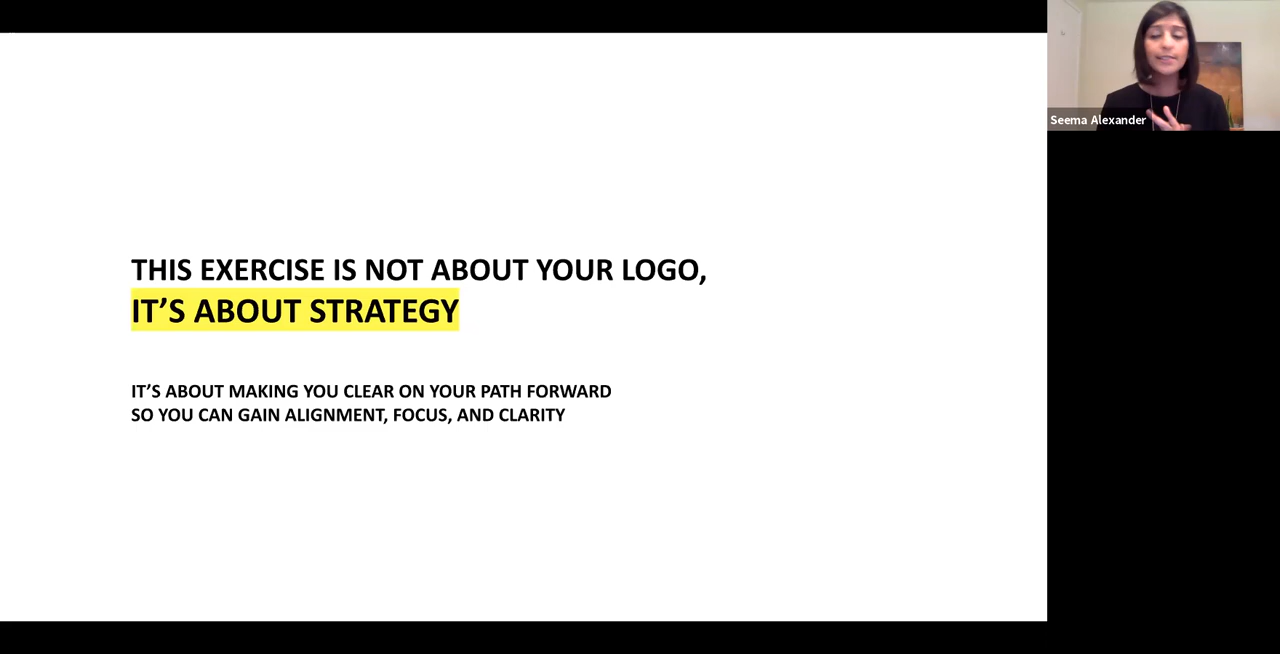 THIS EXERCISE IS NOT ABOUT YOUR LOGO,
IT’S ABOUT STRATEGY
IT’S ABOUT MAKING YOU CLEAR ON YOUR PATH FORWARD
SO YOU CAN GAIN ALIGNMENT, FOCUS, AND CLARITY
Seema Alexander